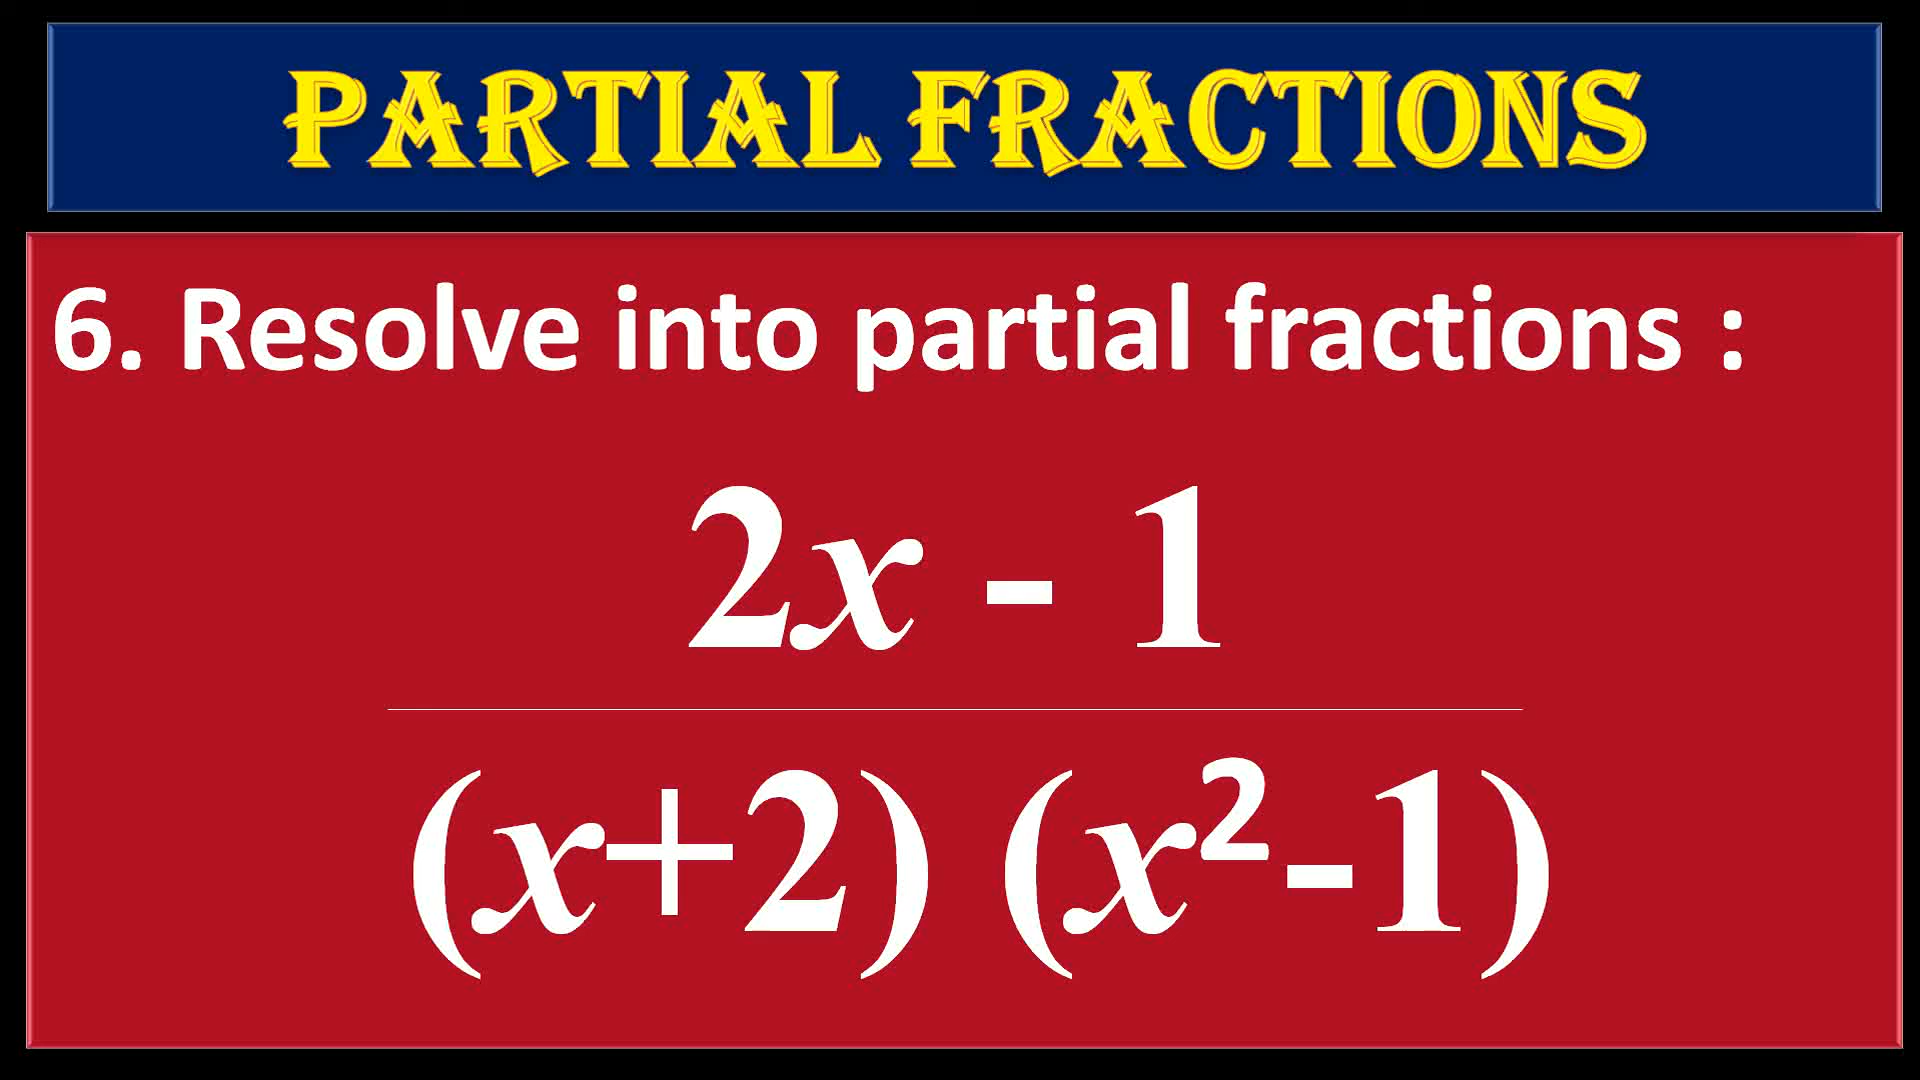 PARTIAL FRACTIONS
6. Resolve into partial fractions :
2x - 1
(x+2) (x²-1)